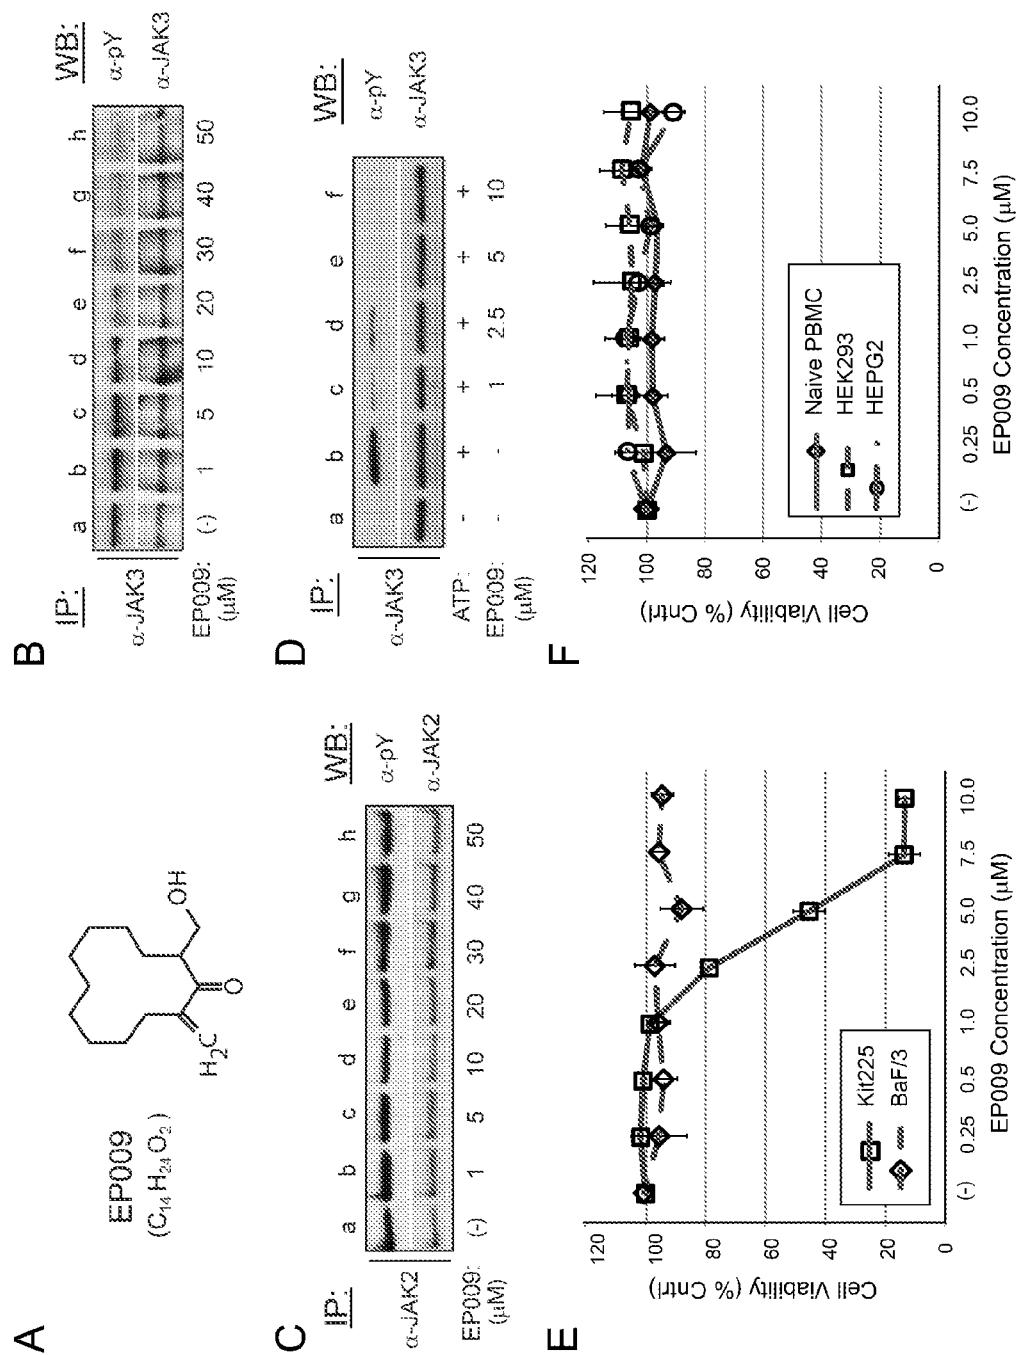 A
EP009
(C14H24O2)
H2C
O
OH
B
IP:
WB:
a b c d e f g h
α-JAK3
α-pY
α-JAK3
EP009: (-) 1 5 10 20 30 40 50
(μM)
C
IP:
WB:
a b c d e f g h
α-JAK2
α-pY
α-JAK2
EP009: (-) 1 5 10 20 30 40 50
(μM)
D
IP:
WB:
a b c d e f
α-JAK3
α-pY
α-JAK3
ATP: - + + + + +
EP009: - - 1 2.5 5 10
(μM)
E
Cell Viability (% Cntrl)
120
100
80
60
40
20
0
Kit225
BaF/3
(-) 0.25 0.5 1.0 2.5 5.0 7.5 10.0
EP009 Concentration (μM)
F
Cell Viability (% Cntrl)
120
100
80
60
40
20
0
Naive PBMC
HEK293
HEPG2
(-) 0.25 0.5 1.0 2.5 5.0 7.5 10.0
EP009 Concentration (μM)